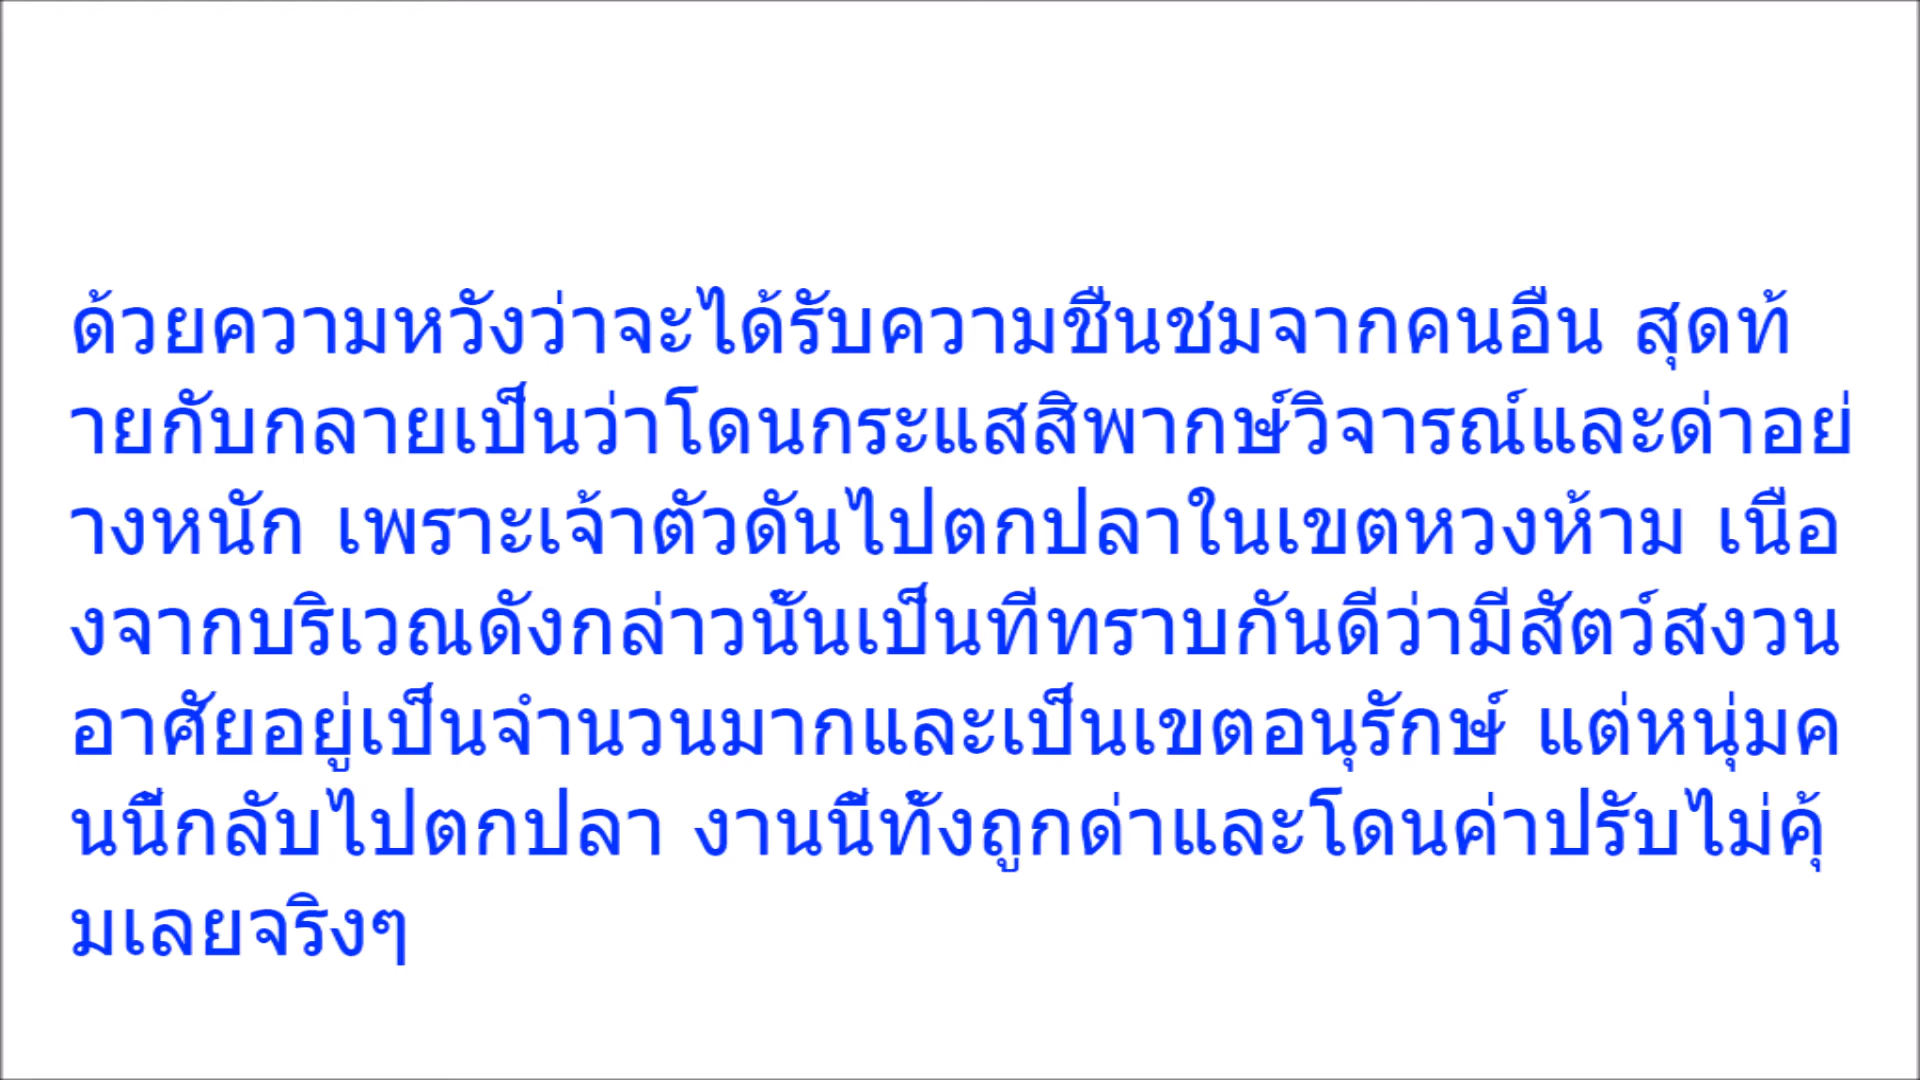 ด้วยความหวังว่าจะได้รับความชื่นชมจากคนอื่น สุดท้
ายกับกลายเป็นว่าโดนกระแสสิพากษ์วิจารณ์และด่าอย่
างหนัก เพราะเจ้าตัวดันไปตกปลาในเขตหวงห้าม เนื่อ
งจากบริเวณดังกล่าวนั้นเป็นที่ทราบกันดีว่ามีสัตว์สงวน
อาศัยอยู่เป็นจำนวนมากและเป็นเขตอนุรักษ์ แต่หนุ่มค
นนี้กลับไปตกปลา งานนี้ทั้งถูกด่าและโดนค่าปรับไม่คุ้
มเลยจริงๆ